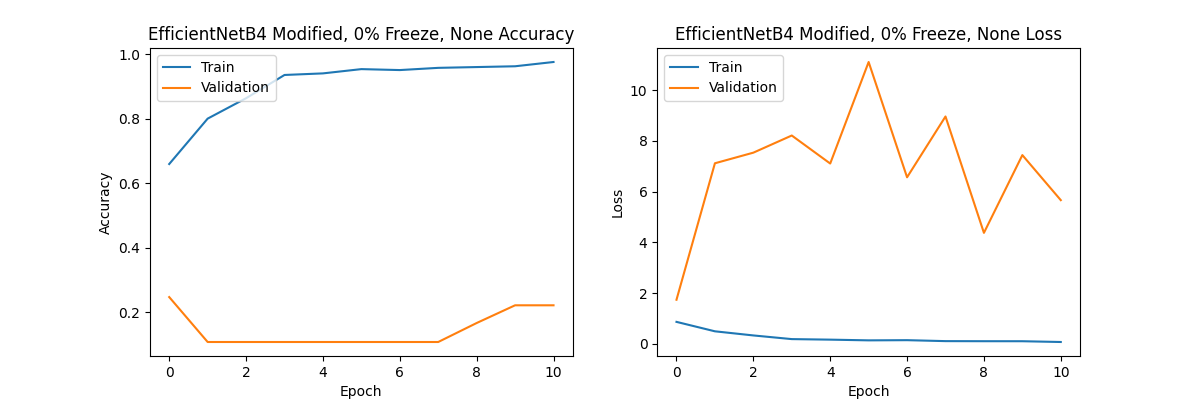 EfficientNetB4 Modified, 0% Freeze, None Accuracy
Train
Validation
1.0
0.8
0.6
0.4
0.2
Accuracy
0 2 4 6 8 10
Epoch
EfficientNetB4 Modified, 0% Freeze, None Loss
Train
Validation
10
8
6
4
2
0
Loss
0 2 4 6 8 10
Epoch